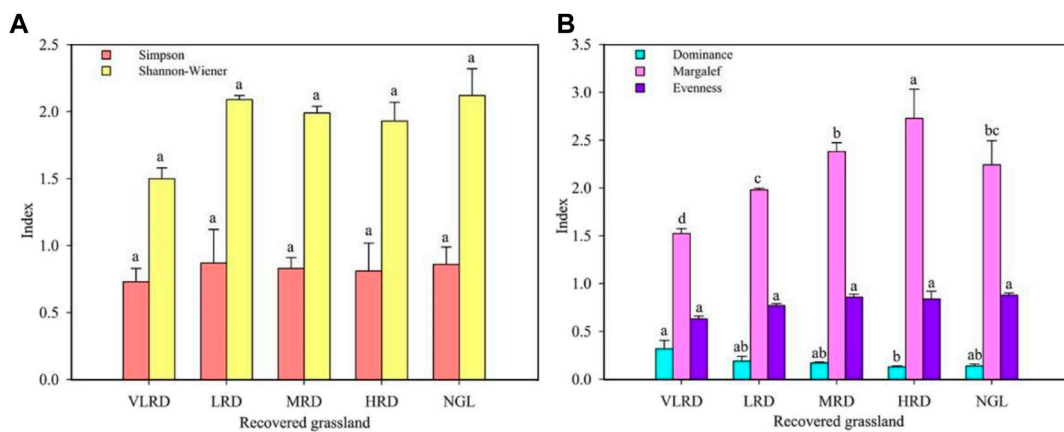 A
2.5
2.0
1.5
1.0
0.5
0.0
Index
Simpson
Shannon-Wiener
a a
a a
a a
a a
a a
VLRD LRD MRD HRD NGL
Recovered grassland
B
3.5
3.0
2.5
2.0
1.5
1.0
0.5
0.0
Index
Dominance
Margalef
Evenness
a d a
ab c a
ab b a
b a a
ab bc a
VLRD LRD MRD HRD NGL
Recovered grassland